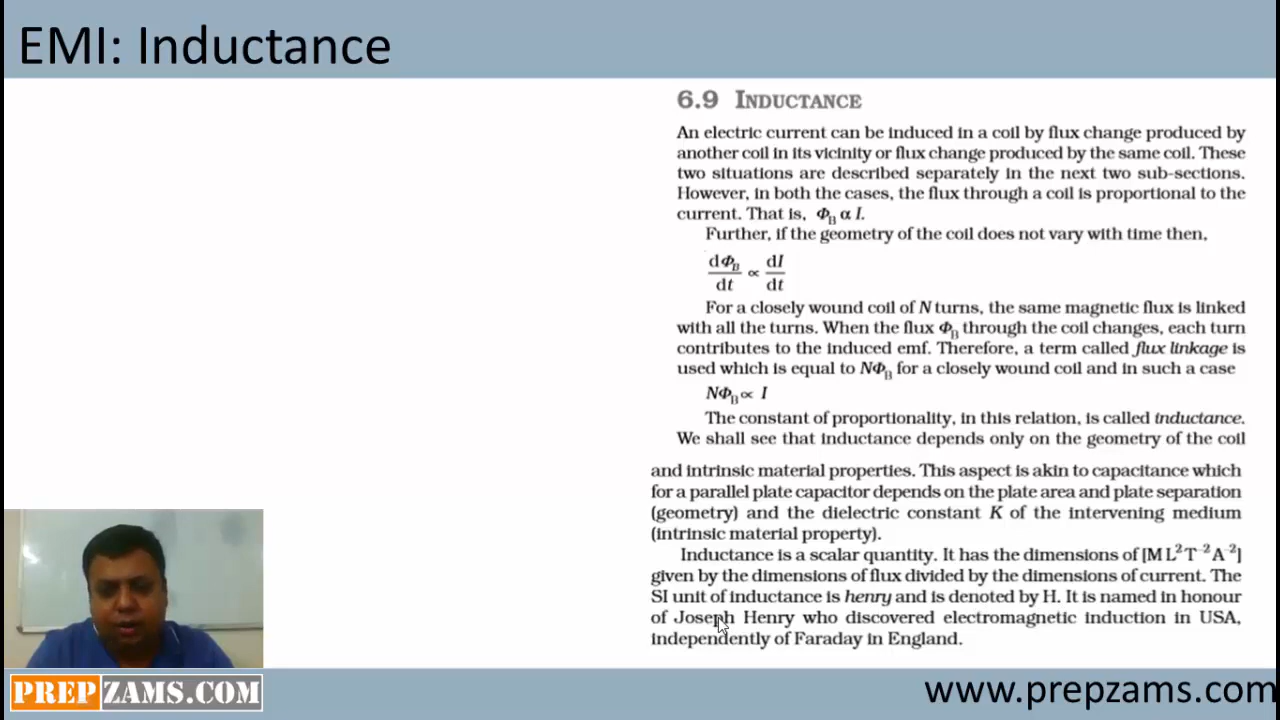 EMI: Inductance
6.9 INDUCTANCE
An electric current can be induced in a coil by flux change produced by
another coil in its vicinity or flux change produced by the same coil. These
two situations are described separately in the next two sub-sections.
However, in both the cases, the flux through a coil is proportional to the
current. That is, Φ_B α I.
Further, if the geometry of the coil does not vary with time then,
dΦ_B/dt ∝ dI/dt
For a closely wound coil of N turns, the same magnetic flux is linked
with all the turns. When the flux Φ_B through the coil changes, each turn
contributes to the induced emf. Therefore, a term called flux linkage is
used which is equal to NΦ_B for a closely wound coil and in such a case
NΦ_B ∝ I
The constant of proportionality, in this relation, is called inductance.
We shall see that inductance depends only on the geometry of the coil
and intrinsic material properties. This aspect is akin to capacitance which
for a parallel plate capacitor depends on the plate area and plate separation
(geometry) and the dielectric constant K of the intervening medium
(intrinsic material property).
Inductance is a scalar quantity. It has the dimensions of [M L²T⁻²A⁻²]
given by the dimensions of flux divided by the dimensions of current. The
SI unit of inductance is henry and is denoted by H. It is named in honour
of Joseph Henry who discovered electromagnetic induction in USA,
independently of Faraday in England.
PREPZAMS.COM
www.prepzams.com